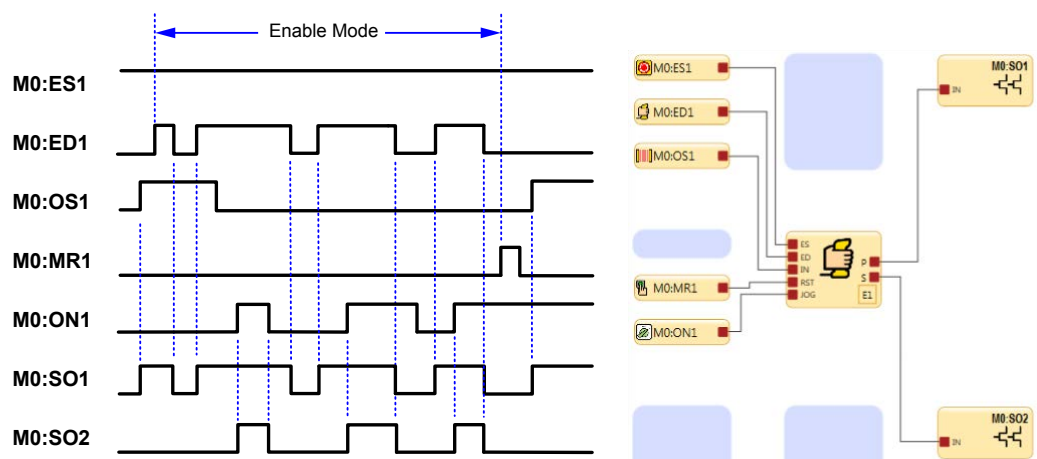 Enable Mode
M0:ES1
M0:ED1
M0:OS1
M0:MR1
M0:ON1
M0:SO1
M0:SO2
M0:ES1
M0:ED1
M0:OS1
M0:MR1
M0:ON1
ES
ED
IN
RST
JOG
P
S
E1
M0:SO1
IN
M0:SO2
IN